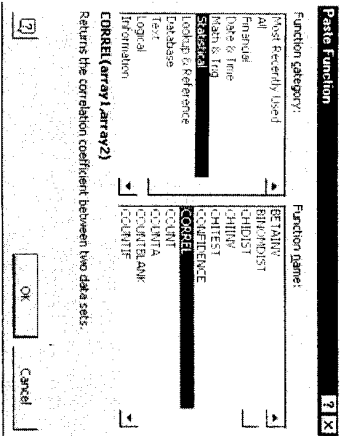 Paste Function
? X
Function category:
Most Recently Used
All
Financial
Date & Time
Math & Trig
Statistical
Lookup & Reference
Database
Text
Logical
Information
Function name:
BETAINV
BINOMDIST
CHIDIST
CHIINV
CHITEST
CONFIDENCE
CORREL
COUNT
COUNTA
COUNTBLANK
COUNTIF
CORREL(array1,array2)
Returns the correlation coefficient between two data sets.
?
OK
Cancel